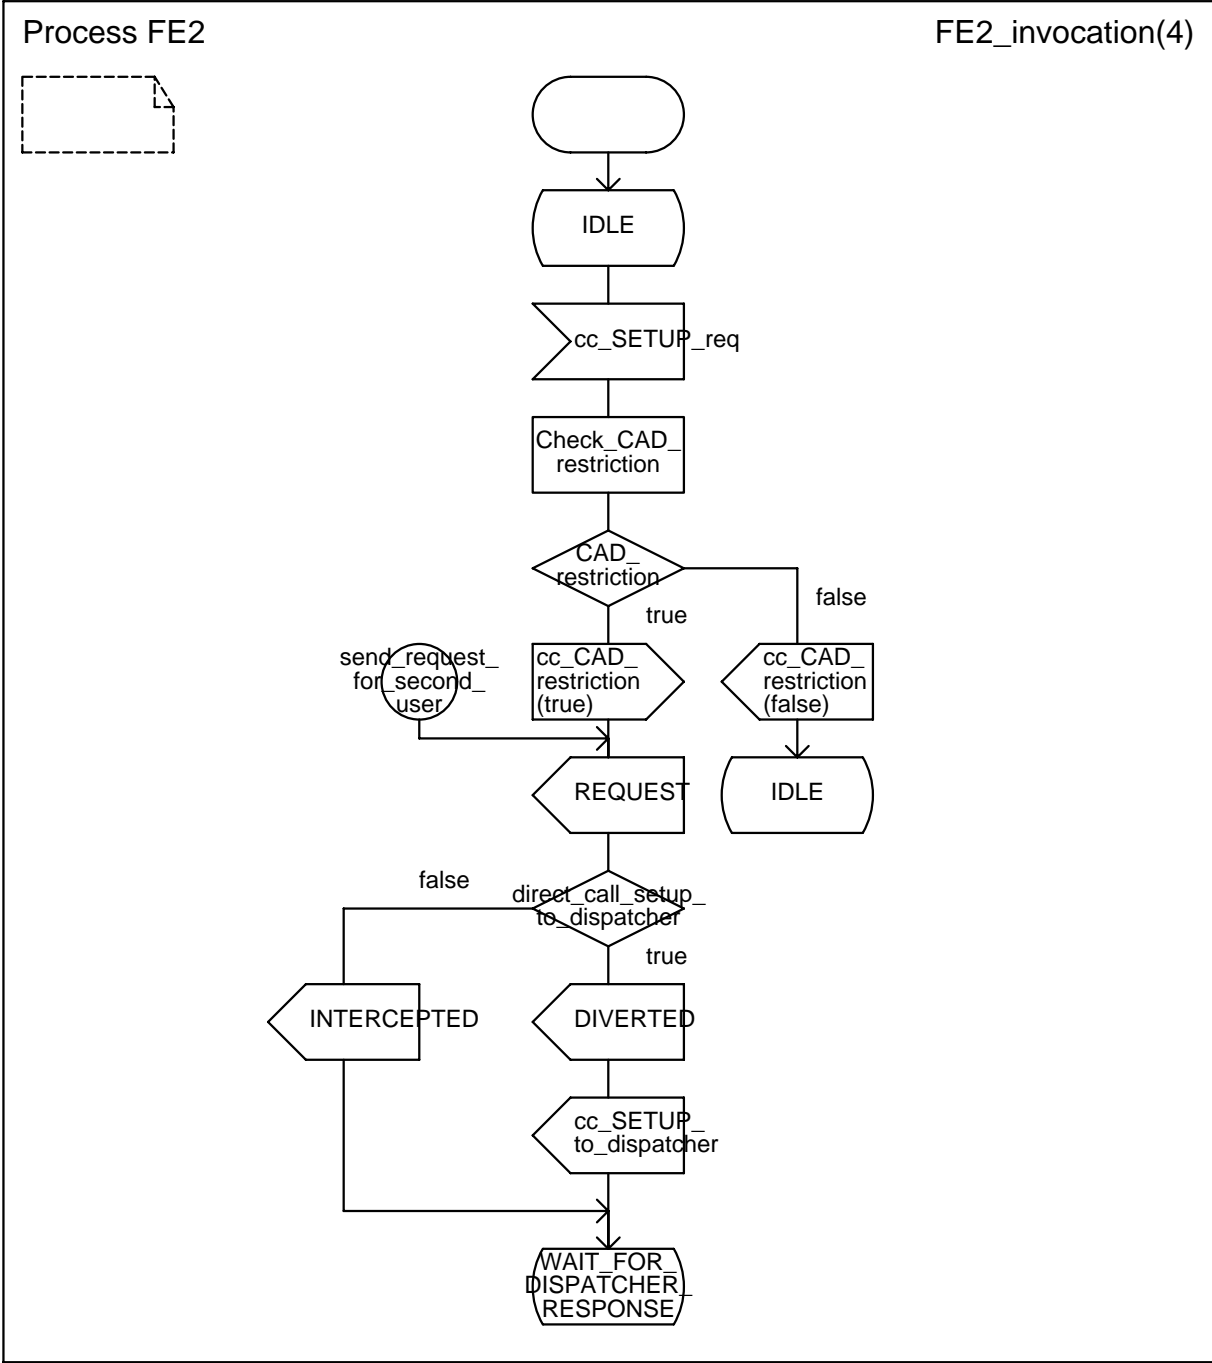 Process FE2
FE2_invocation(4)
IDLE
cc_SETUP_req
Check_CAD_
restriction
CAD_
restriction
true
false
send_request_
for_second_
user
cc_CAD_
restriction
(true)
cc_CAD_
restriction
(false)
REQUEST
IDLE
direct_call_setup_
to_dispatcher
false
true
INTERCEPTED
DIVERTED
cc_SETUP_
to_dispatcher
WAIT_FOR_
DISPATCHER_
RESPONSE